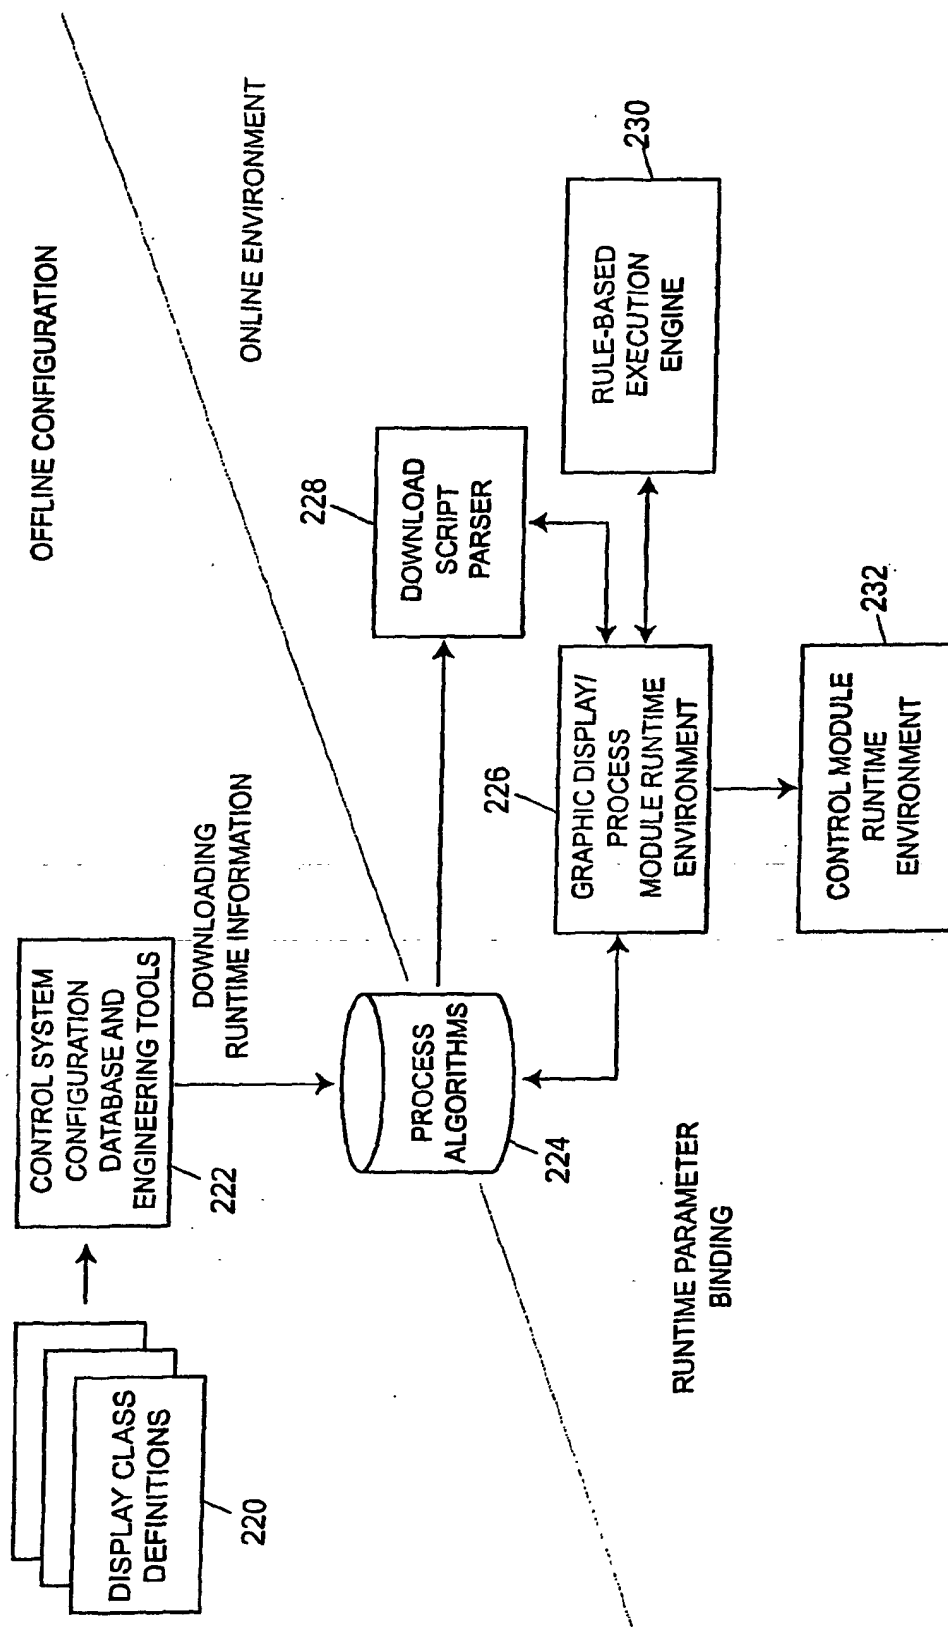 OFFLINE CONFIGURATION
ONLINE ENVIRONMENT
DISPLAY CLASS
DEFINITIONS
220
CONTROL SYSTEM
CONFIGURATION
DATABASE AND
ENGINEERING TOOLS
222
DOWNLOADING
RUNTIME INFORMATION
PROCESS
ALGORITHMS
224
228
DOWNLOAD
SCRIPT
PARSER
230
RULE-BASED
EXECUTION
ENGINE
226
GRAPHIC DISPLAY/
PROCESS
MODULE RUNTIME
ENVIRONMENT
232
CONTROL MODULE
RUNTIME
ENVIRONMENT
RUNTIME PARAMETER
BINDING